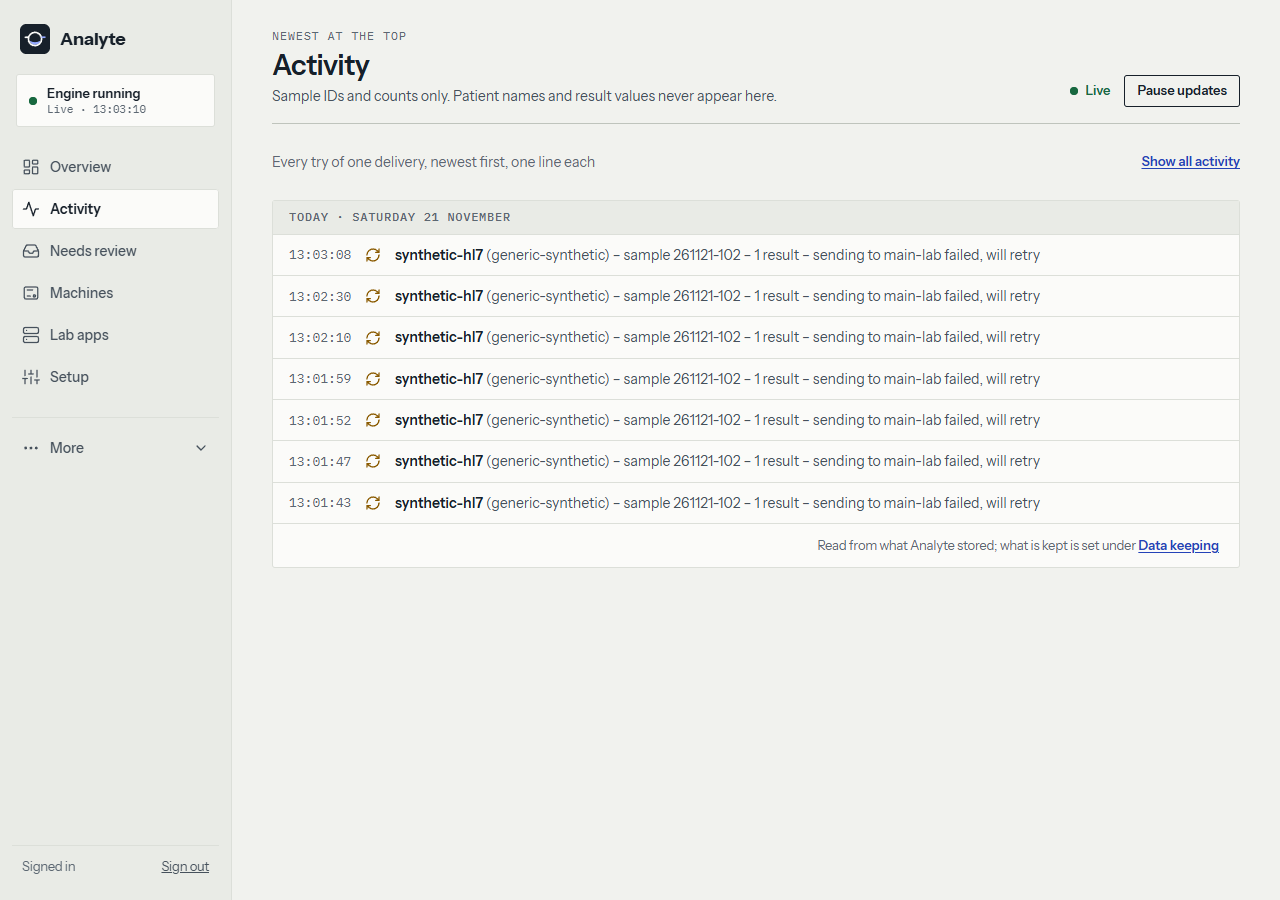 Analyte
Engine running
Live · 13:03:10
Overview
Activity
Needs review
Machines
Lab apps
Setup
More
Signed in
Sign out
NEWEST AT THE TOP
Activity
Sample IDs and counts only. Patient names and result values never appear here.
Live
Pause updates
Every try of one delivery, newest first, one line each
Show all activity
TODAY · SATURDAY 21 NOVEMBER
13:03:08 synthetic-hl7 (generic-synthetic) – sample 261121-102 – 1 result – sending to main-lab failed, will retry
13:02:30 synthetic-hl7 (generic-synthetic) – sample 261121-102 – 1 result – sending to main-lab failed, will retry
13:02:10 synthetic-hl7 (generic-synthetic) – sample 261121-102 – 1 result – sending to main-lab failed, will retry
13:01:59 synthetic-hl7 (generic-synthetic) – sample 261121-102 – 1 result – sending to main-lab failed, will retry
13:01:52 synthetic-hl7 (generic-synthetic) – sample 261121-102 – 1 result – sending to main-lab failed, will retry
13:01:47 synthetic-hl7 (generic-synthetic) – sample 261121-102 – 1 result – sending to main-lab failed, will retry
13:01:43 synthetic-hl7 (generic-synthetic) – sample 261121-102 – 1 result – sending to main-lab failed, will retry
Read from what Analyte stored; what is kept is set under Data keeping